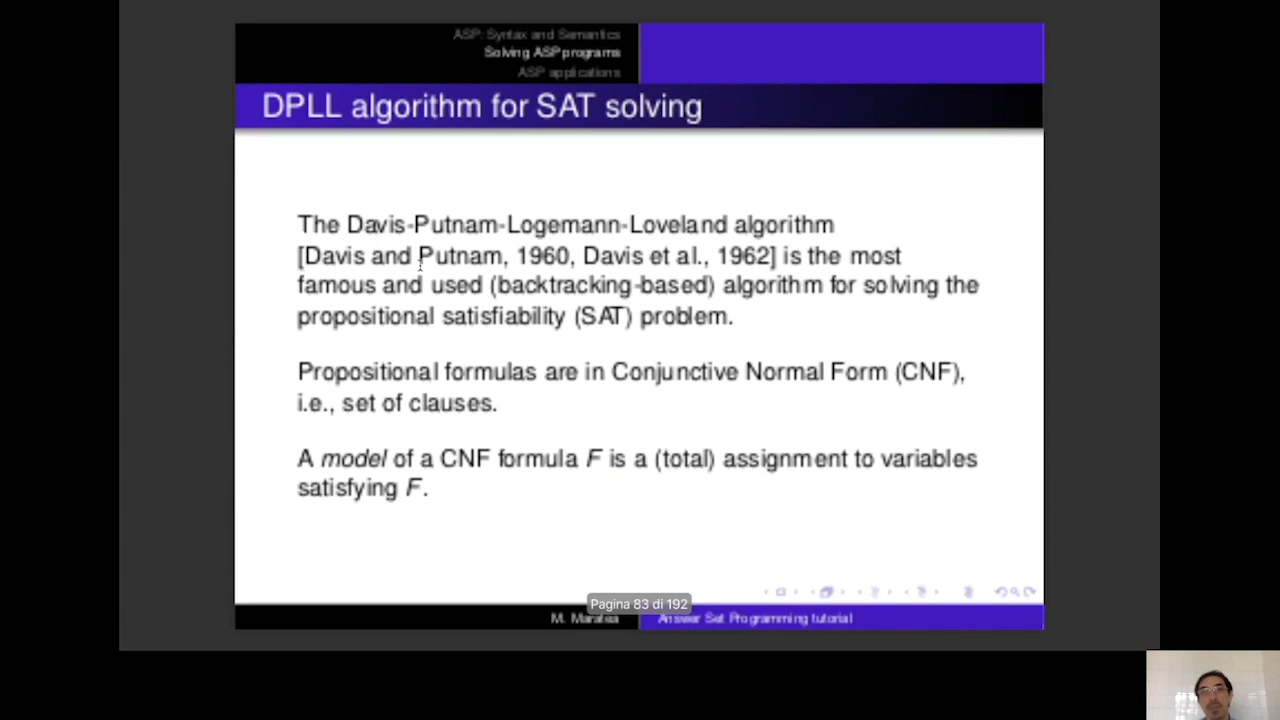 ASP: Syntax and Semantics
Solving ASP programs
ASP applications
DPLL algorithm for SAT solving
The Davis-Putnam-Logemann-Loveland algorithm
[Davis and Putnam, 1960, Davis et al., 1962] is the most
famous and used (backtracking-based) algorithm for solving the
propositional satisfiability (SAT) problem.
Propositional formulas are in Conjunctive Normal Form (CNF),
i.e., set of clauses.
A model of a CNF formula F is a (total) assignment to variables
satisfying F.
Pagina 83 di 192
M. Maratea
Answer Set Programming tutorial